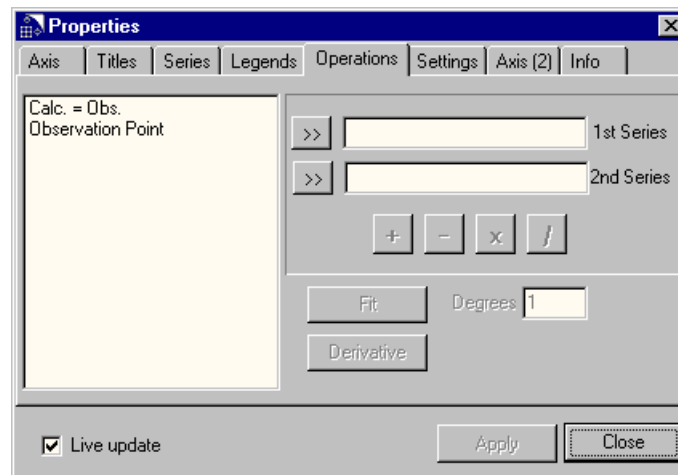 Properties
Axis Titles Series Legends Operations Settings Axis (2) Info
Calc. = Obs.
Observation Point
>> 1st Series
>> 2nd Series
+ - x /
Fit Degrees 1
Derivative
Live update Apply Close